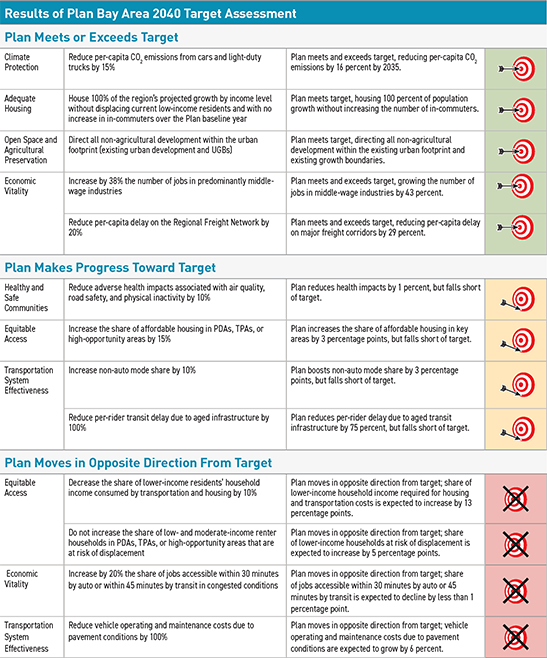 Results of Plan Bay Area 2040 Target Assessment
Plan Meets or Exceeds Target
Climate
Protection
Reduce per-capita CO2 emissions from cars and light-duty
trucks by 15%
Plan meets and exceeds target, reducing per-capita CO2
emissions by 16 percent by 2035.
Adequate
Housing
House 100% of the region's projected growth by income level
without displacing current low-income residents and with no
increase in in-commuters over the Plan baseline year
Plan meets target, housing 100 percent of population
growth without increasing the number of in-commuters.
Open Space and
Agricultural
Preservation
Direct all non-agricultural development within the urban
footprint (existing urban development and UGBs)
Plan meets target, directing all non-agricultural
development within the existing urban footprint and
existing growth boundaries.
Economic
Vitality
Increase by 38% the number of jobs in predominantly middle-
wage industries
Plan meets and exceeds target, growing the number of
jobs in middle-wage industries by 43 percent.
Reduce per-capita delay on the Regional Freight Network by
20%
Plan meets and exceeds target, reducing per-capita delay
on major freight corridors by 29 percent.
Plan Makes Progress Toward Target
Healthy and
Safe
Communities
Reduce adverse health impacts associated with air quality,
road safety, and physical inactivity by 10%
Plan reduces health impacts by 1 percent, but falls short
of target.
Equitable
Access
Increase the share of affordable housing in PDAs, TPAs, or
high-opportunity areas by 15%
Plan increases the share of affordable housing in key
areas by 3 percentage points, but falls short of target.
Transportation
System
Effectiveness
Increase non-auto mode share by 10%
Plan boosts non-auto mode share by 3 percentage
points, but falls short of target.
Reduce per-rider transit delay due to aged infrastructure by
100%
Plan reduces per-rider delay due to aged transit
infrastructure by 75 percent, but falls short of target.
Plan Moves in Opposite Direction From Target
Equitable
Access
Decrease the share of lower-income residents' household
income consumed by transportation and housing by 10%
Plan moves in opposite direction from target; share of
lower-income household income required for housing
and transportation costs is expected to increase by 13
percentage points.
Do not increase the share of low- and moderate-income renter
households in PDAs, TPAs, or high-opportunity areas that are
at risk of displacement
Plan moves in opposite direction from target; share
of lower-income households at risk of displacement is
expected to increase by 5 percentage points.
Economic
Vitality
Increase by 20% the share of jobs accessible within 30 minutes
by auto or within 45 minutes by transit in congested conditions
Plan moves in opposite direction from target; share
of jobs accessible within 30 minutes by auto or 45
minutes by transit is expected to decline by less than 1
percentage point.
Transportation
System Effectiveness
Reduce vehicle operating and maintenance costs due to
pavement conditions by 100%
Plan moves in opposite direction from target; vehicle
operating and maintenance costs due to pavement
conditions are expected to grow by 6 percent.